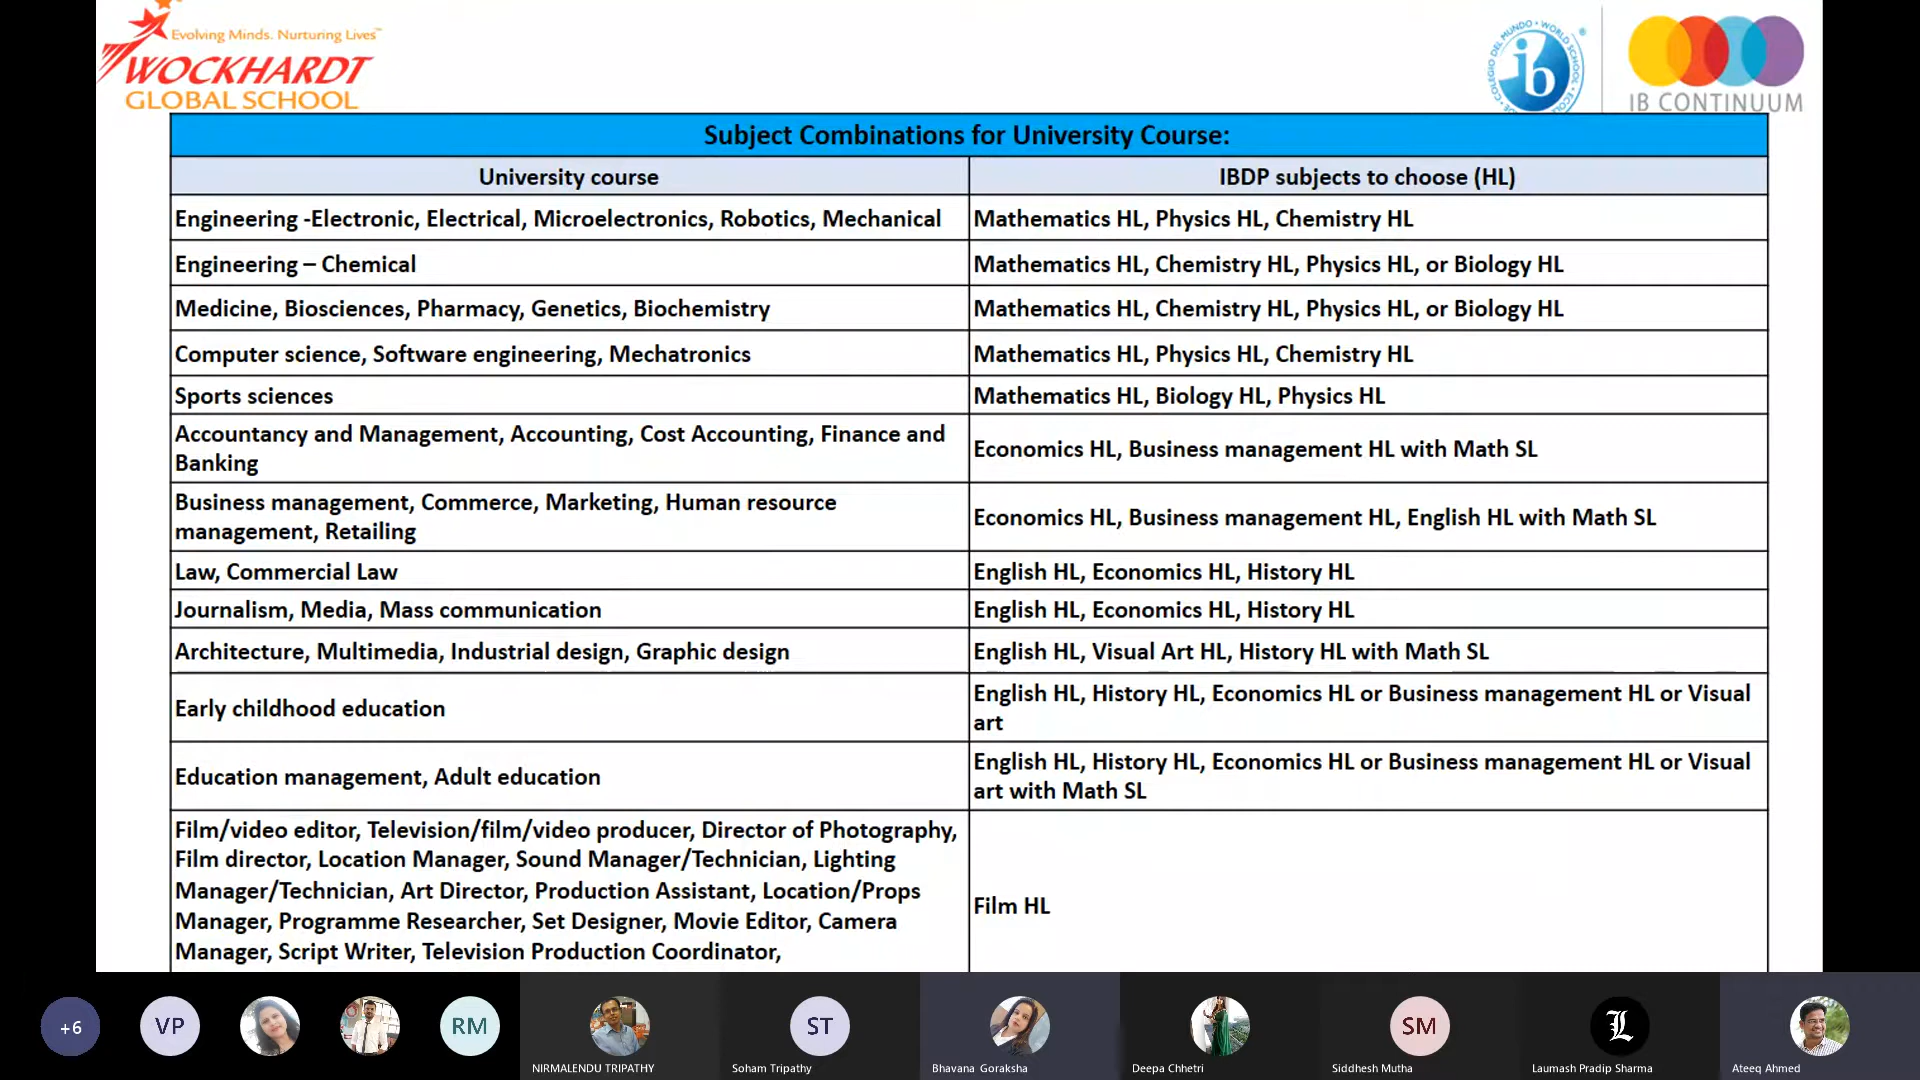 Evolving Minds. Nurturing Lives™
WOCKHARDT
GLOBAL SCHOOL
ib
IB CONTINUUM
Subject Combinations for University Course:
University course
IBDP subjects to choose (HL)
Engineering -Electronic, Electrical, Microelectronics, Robotics, Mechanical
Mathematics HL, Physics HL, Chemistry HL
Engineering – Chemical
Mathematics HL, Chemistry HL, Physics HL, or Biology HL
Medicine, Biosciences, Pharmacy, Genetics, Biochemistry
Mathematics HL, Chemistry HL, Physics HL, or Biology HL
Computer science, Software engineering, Mechatronics
Mathematics HL, Physics HL, Chemistry HL
Sports sciences
Mathematics HL, Biology HL, Physics HL
Accountancy and Management, Accounting, Cost Accounting, Finance and
Banking
Economics HL, Business management HL with Math SL
Business management, Commerce, Marketing, Human resource
management, Retailing
Economics HL, Business management HL, English HL with Math SL
Law, Commercial Law
English HL, Economics HL, History HL
Journalism, Media, Mass communication
English HL, Economics HL, History HL
Architecture, Multimedia, Industrial design, Graphic design
English HL, Visual Art HL, History HL with Math SL
Early childhood education
English HL, History HL, Economics HL or Business management HL or Visual
art
Education management, Adult education
English HL, History HL, Economics HL or Business management HL or Visual
art with Math SL
Film/video editor, Television/film/video producer, Director of Photography,
Film director, Location Manager, Sound Manager/Technician, Lighting
Manager/Technician, Art Director, Production Assistant, Location/Props
Manager, Programme Researcher, Set Designer, Movie Editor, Camera
Manager, Script Writer, Television Production Coordinator,
Film HL
+6
VP
RM
NIRMALENDU TRIPATHY
ST
Soham Tripathy
Bhavana Goraksha
Deepa Chhetri
SM
Siddhesh Mutha
L
Laumash Pradip Sharma
Ateeq Ahmed